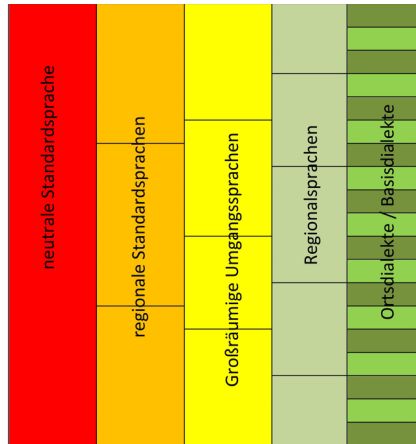 neutrale Standardsprache
regionale Standardsprachen
Großräumige Umgangssprachen
Regionalsprachen
Ortsdialekte / Basisdialekte